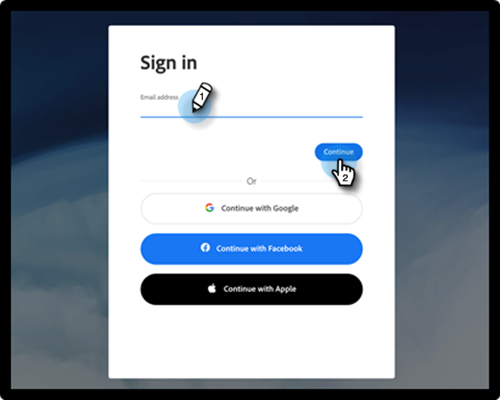 Sign in
Email address
1
Continue
2
Or
Continue with Google
Continue with Facebook
Continue with Apple